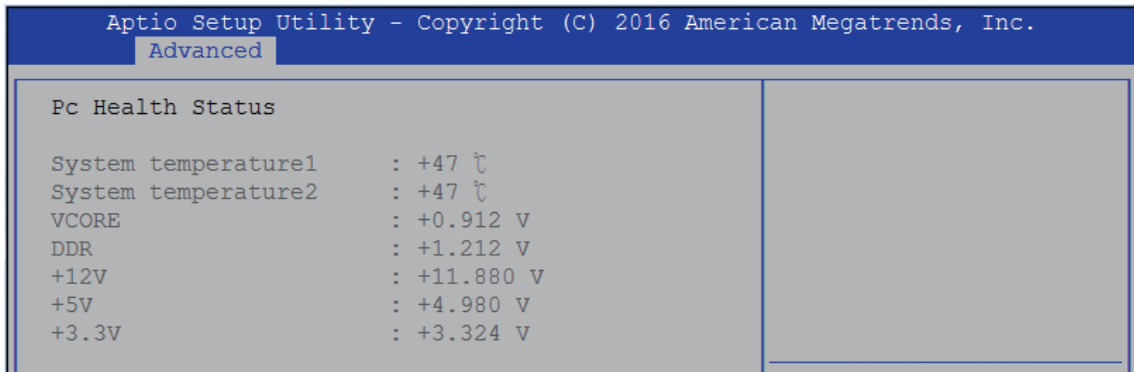 Aptio Setup Utility - Copyright (C) 2016 American Megatrends, Inc.
Advanced
Pc Health Status
System temperature1 : +47 ℃
System temperature2 : +47 ℃
VCORE : +0.912 V
DDR : +1.212 V
+12V : +11.880 V
+5V : +4.980 V
+3.3V : +3.324 V